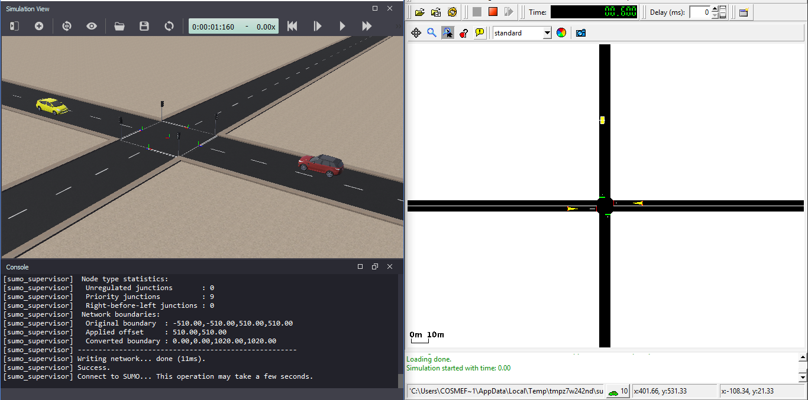 Simulation View
0:00:01:160 - 0.00x
Console
[sumo_supervisor] Node type statistics:
[sumo_supervisor] Unregulated junctions : 0
[sumo_supervisor] Priority junctions : 9
[sumo_supervisor] Right-before-left junctions : 0
[sumo_supervisor] Network boundaries:
[sumo_supervisor] Original boundary : -510.00,-510.00,510.00,510.00
[sumo_supervisor] Applied offset : 510.00,510.00
[sumo_supervisor] Converted boundary : 0.00,0.00,1020.00,1020.00
[sumo_supervisor] -----------------------------------------------------
[sumo_supervisor] Writing network... done (11ms).
[sumo_supervisor] Success.
[sumo_supervisor] Connect to SUMO... This operation may take a few seconds.
Time: 00.600 Delay (ms): 0
standard
0m 10m
Loading done.
Simulation started with time: 0.00
'C:\Users\COSMEF~1\AppData\Local\Temp\tmpz7w242nd\su 10 x:401.66, y:531.33 x:-108.34, y:21.33